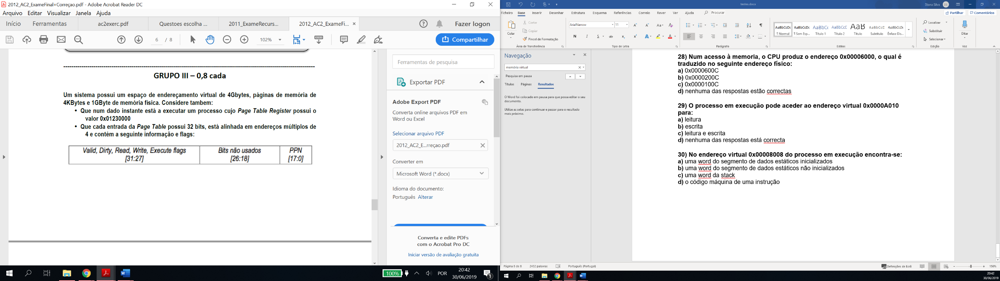 2012_AC2_ExameFinal+Correçao.pdf - Adobe Acrobat Reader DC
Arquivo Editar Visualizar Janela Ajuda
Início Ferramentas ac2exerc.pdf Questoes escolha ... 2011_ExameRecurs... 2012_AC2_ExameFi... × Fazer logon
6 / 8 102% Compartilhar
GRUPO III – 0,8 cada
Um sistema possui um espaço de endereçamento virtual de 4Gbytes, páginas de memória de
4KBytes e 1GByte de memória física. Considere tambem:
• Que num dado instante está a executar um processo cujo Page Table Register possui o
valor 0x01230000
• Que cada entrada da Page Table possui 32 bits, está alinhada em endereços múltiplos de
4 e contém a seguinte informação e flags:
Valid, Dirty, Read, Write, Execute flags Bits não usados PPN
[31:27] [26:18] [17:0]
Ferramentas de pesquisa
Exportar PDF
Adobe Export PDF
Converta online arquivos PDF em
Word ou Excel
Selecionar arquivo PDF
2012_AC2_E...rreçao.pdf
Converter em
Microsoft Word (*.docx)
Idioma do documento:
Português Alterar
Converta e edite PDFs
com o Acrobat Pro DC
Iniciar versão de avaliação gratuita
100% POR 20:42
30/06/2019 1
testes.docx Diana Silva DS
Ficheiro Base Inserir Desenhar Estrutura Esquema Referências Correio Rever Ver Ajuda Procurar Partilhar Comentários
Colar Cortar
Copiar
Pincel de Formatação
Área de Transferência
ArialNarrow 11
N I S ab x₂ x²
Tipo de Letra
Parágrafo
AaBbCcDc AaBbCcDc AaBbCc AaBbCcC AaB AaBbCcC AaBbCcDc
¶ Normal ¶ Sem Esp... Título 1 Título 2 Título Subtítulo Ênfase Dis...
Estilos
Localizar
Substituir
Selecionar
Edição
Ditar
Voz
Navegação
memória virtual
Pesquisa em pausa
Títulos Páginas Resultados
O Word foi colocado em pausa para que possa editar o seu
documento.
Utilize as setas para continuar e passar para o resultado
mais próximo.
28) Num acesso à memoria, o CPU produz o endereço 0x00006000, o qual é
traduzido no seguinte endereço físico:
a) 0x0000600C
b) 0x0000200C
c) 0x0000100C
d) nenhuma das respostas estão correctas
29) O processo em execução pode aceder ao endereço virtual 0x0000A010
para:
a) leitura
b) escrita
c) leitura e escrita
d) nenhuma das respostas está correcta
30) No endereço virtual 0x00008008 do processo em execução encontra-se:
a) uma word do segmento de dados estáticos inicializados
b) uma word do segmento de dados estáticos não inicializados
c) uma word da stack
d) o código máquina de uma instrução
Página 8 de 8 2432 palavras Português (Portugal) Definições de Ecrã 156%
20:42
30/06/2019